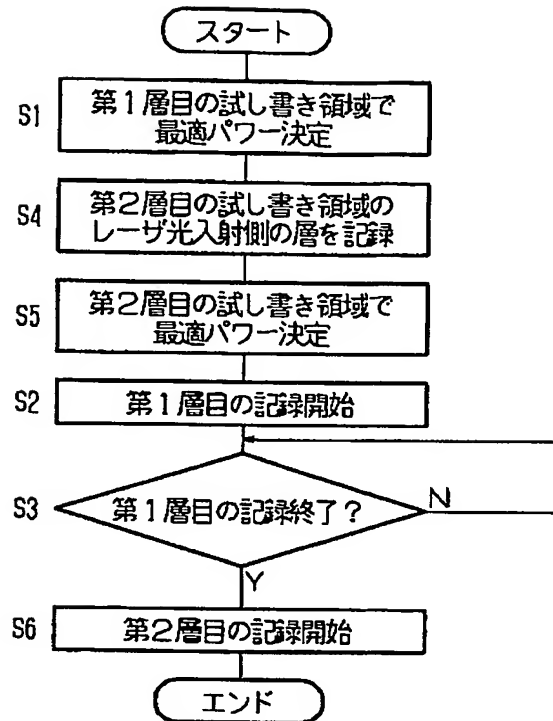 スタート
S1
第1層目の試し書き領域で
最適パワー決定
S4
第2層目の試し書き領域の
レーザ光入射側の層を記録
S5
第2層目の試し書き領域で
最適パワー決定
S2
第1層目の記録開始
S3
第1層目の記録終了?
N
Y
S6
第2層目の記録開始
エンド